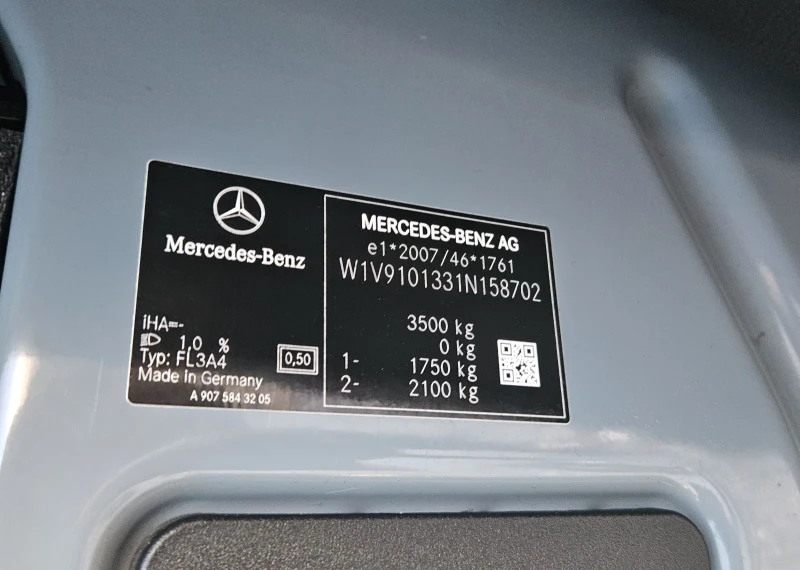 Mercedes-Benz
iHA=-
1.0 %
Typ: FL3A4
0,50
Made in Germany
A 907 584 32 05
MERCEDES-BENZ AG
e1*2007/46*1761
W1V9101331N158702
3500 kg
0 kg
1- 1750 kg
2- 2100 kg